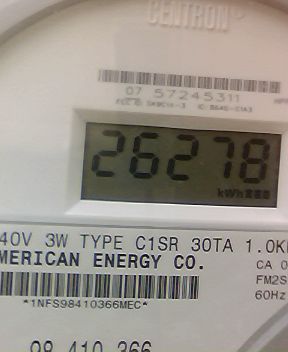 CENTRON
07 57245311
26278
kWh
40V 3W TYPE C1SR 30TA 1.0K
MERICAN ENERGY CO.
CA 0
FM2S
60Hz
*1NFS98410366MEC*
98 410 366